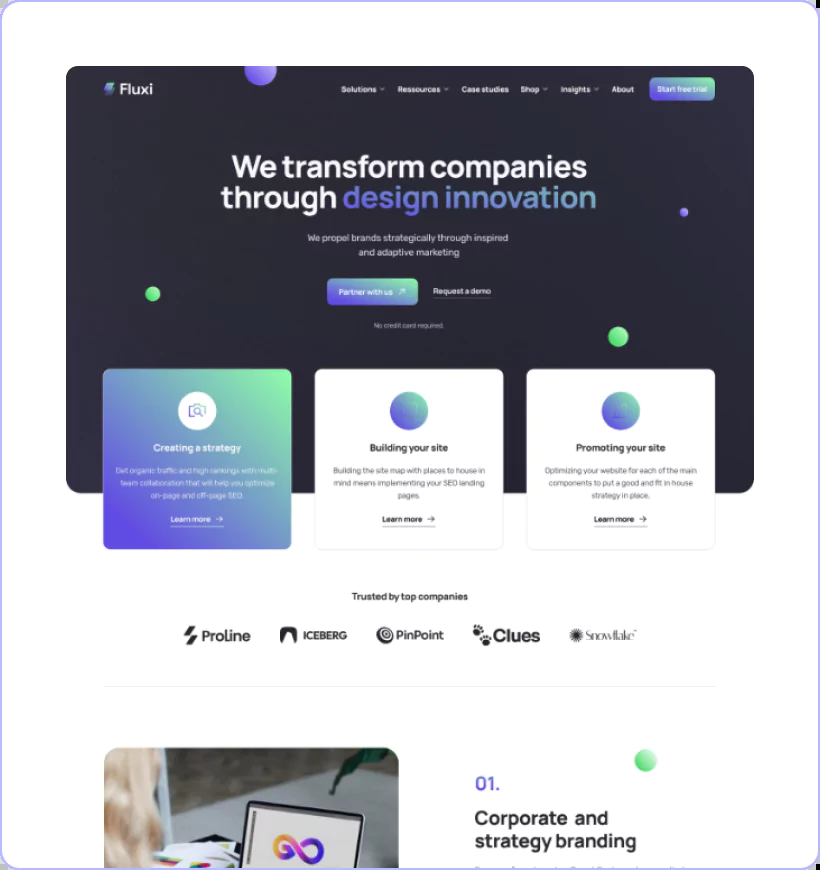 Fluxi
Solutions
Ressources
Case studies
Shop
Insights
About
Start free trial
We transform companies
through design innovation
We propel brands strategically through inspired
and adaptive marketing
Partner with us
Request a demo
No credit card required.
Creating a strategy
Get organic traffic and high rankings with multi-
team collaboration that will help you optimize
on-page and off-page SEO.
Learn more
Building your site
Building the site map with places to house in
mind means implementing your SEO landing
pages.
Learn more
Promoting your site
Optimizing your website for each of the main
components to put a good and fit in house
strategy in place.
Learn more
Trusted by top companies
ProLine
ICEBERG
PinPoint
Clues
Snowflake
01.
Corporate and
strategy branding